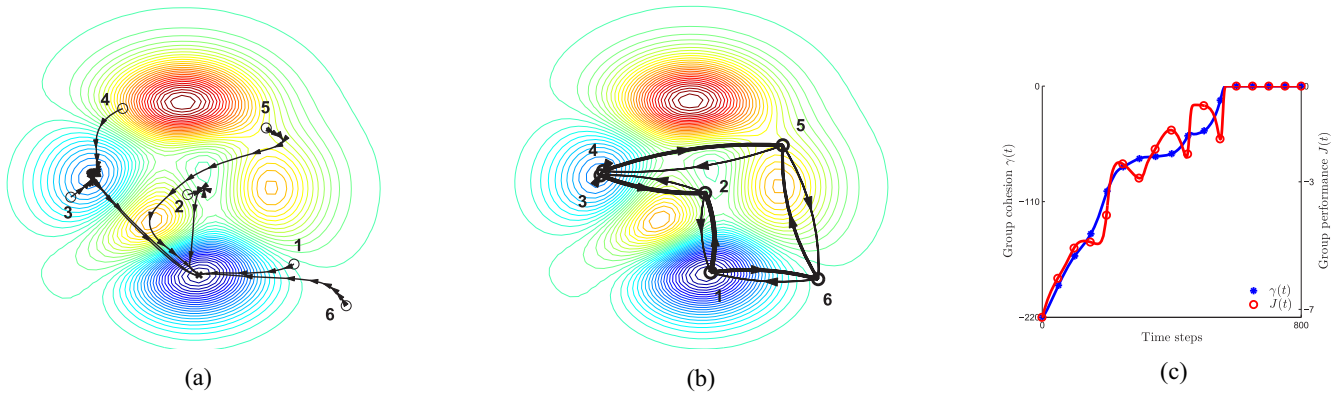 4
5
3
2
1
6
(a)
5
4
3
2
1
6
(b)
Group cohesion γ(t)
0
-110
-220
0
-3
-7
Group performance J(t)
γ(t)
J(t)
0
800
Time steps
(c)